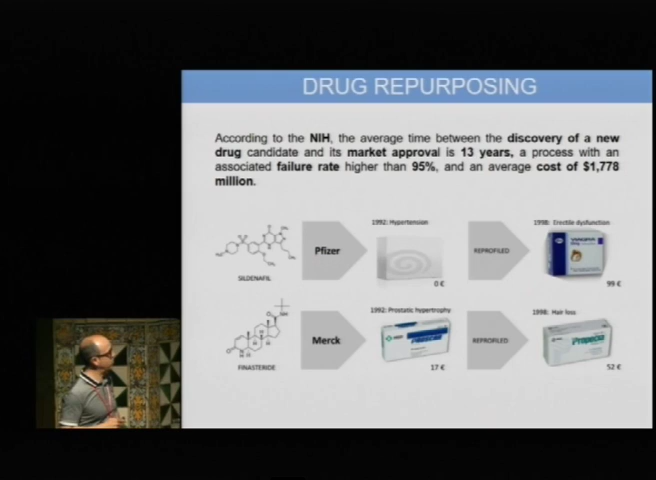 DRUG REPURPOSING
According to the NIH, the average time between the discovery of a new
drug candidate and its market approval is 13 years, a process with an
associated failure rate higher than 95%, and an average cost of $1,778
million.
1992: Hypertension
1998: Erectile dysfunction
Pfizer
REPROFILED
VIAGRA
SILDENAFIL
0 €
99 €
1992: Prostatic hypertrophy
1998: Hair loss
Merck
REPROFILED
Propecia
FINASTERIDE
17 €
52 €